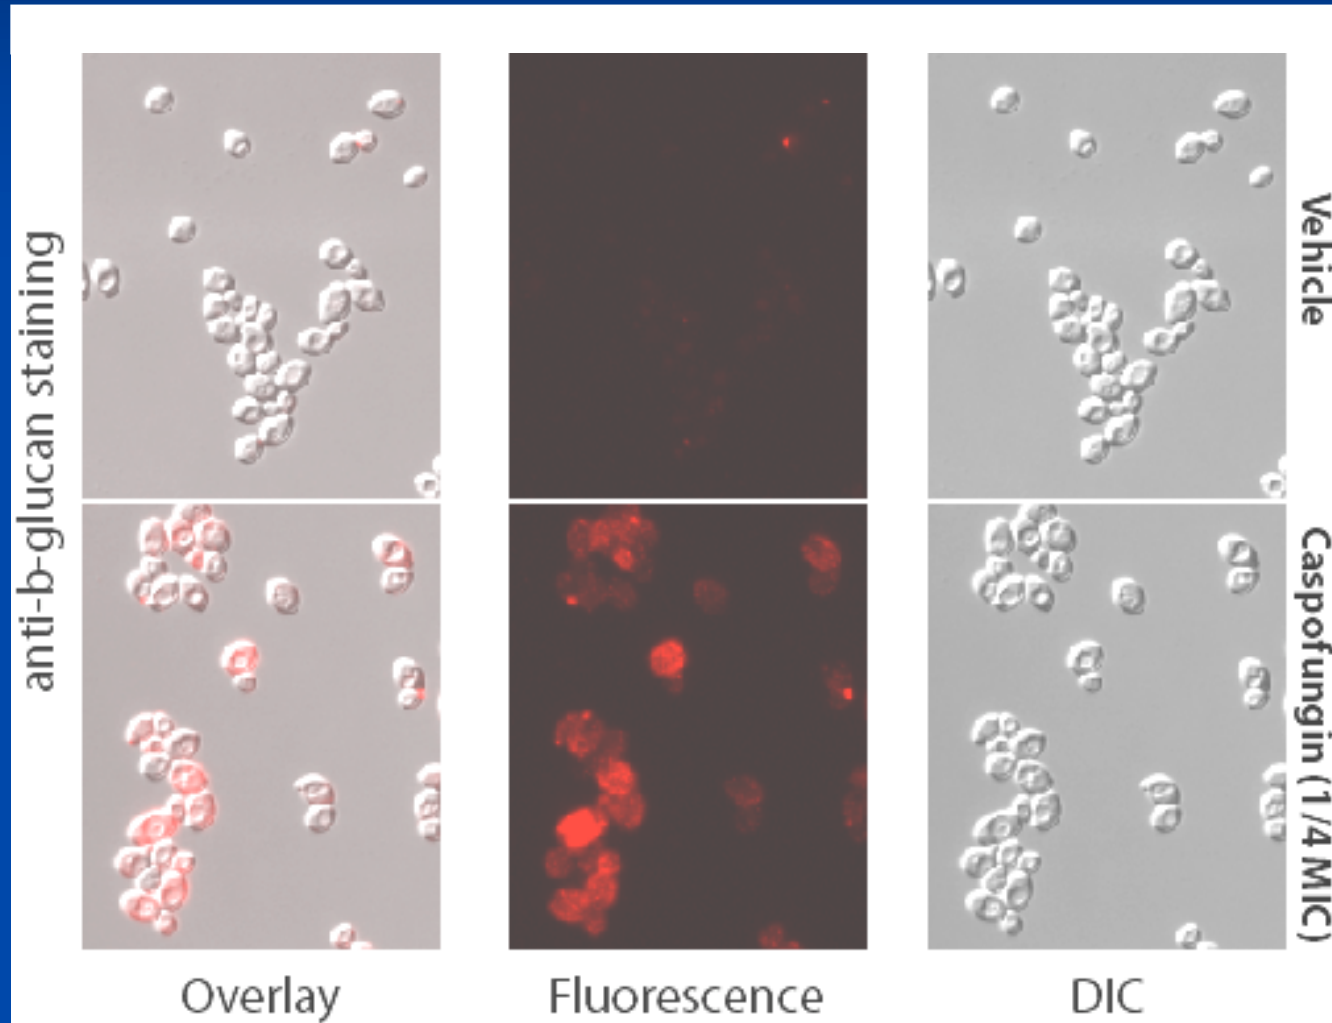 anti-b-glucan staining
Vehicle
Caspofungin (1/4 MIC)
Overlay
Fluorescence
DIC